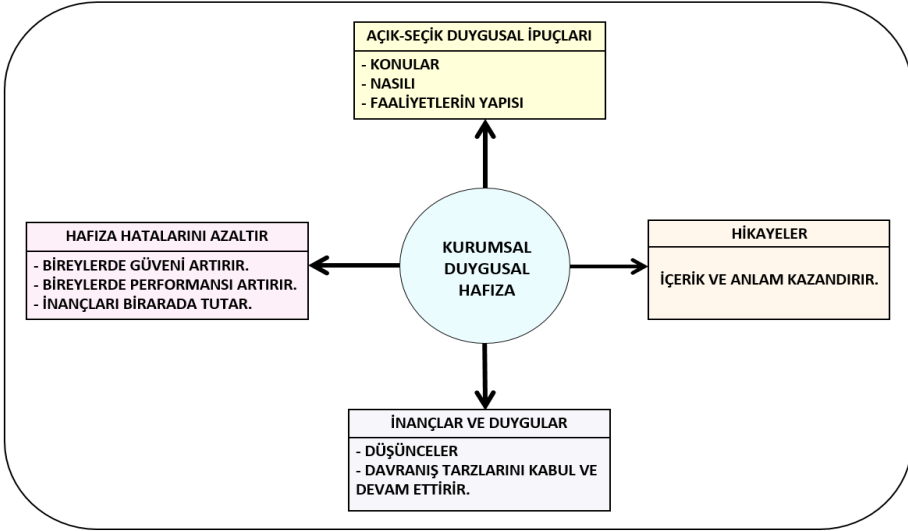 AÇIK-SEÇİK DUYGUSAL İPUÇLARI
- KONULAR
- NASILI
- FAALİYETLERİN YAPISI
HAFIZA HATALARINI AZALTIR
- BİREYLERDE GÜVENİ ARTIRIR.
- BİREYLERDE PERFORMANSI ARTIRIR.
- İNANÇLARI BİRARADA TUTAR.
KURUMSAL
DUYGUSAL
HAFIZA
HİKAYELER
İÇERİK VE ANLAM KAZANDIRIR.
İNANÇLAR VE DUYGULAR
- DÜŞÜNCELER
- DAVRANIŞ TARZLARINI KABUL VE
DEVAM ETTİRİR.